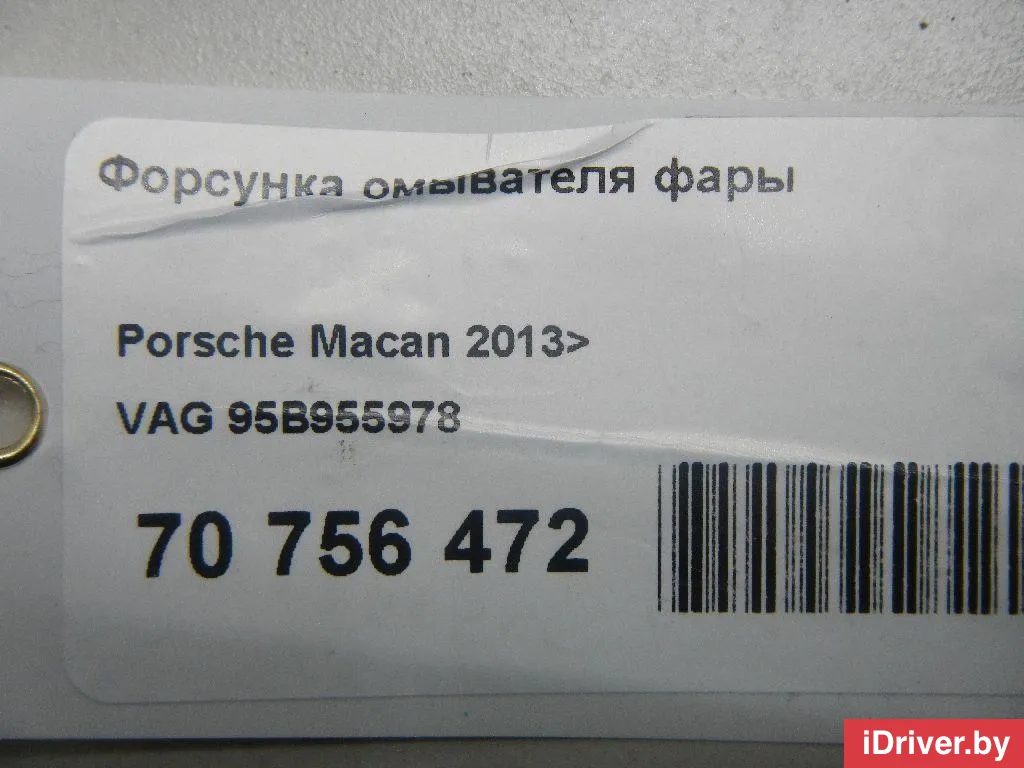 Форсунка омывателя фары
Porsche Macan 2013>
VAG 95B955978
70 756 472
iDriver.by